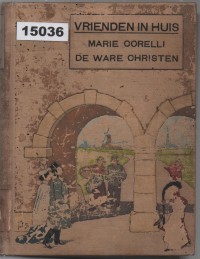 15036
VRIENDEN IN HUIS
MARIE CORELLI
DE WARE CHRISTEN